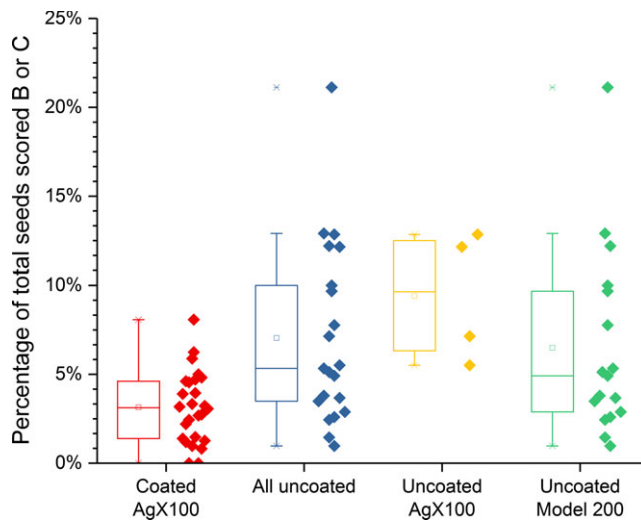 Percentage of total seeds scored B or C
25%
20%
15%
10%
5%
0%
Coated
AgX100
All uncoated
Uncoated
AgX100
Uncoated
Model 200